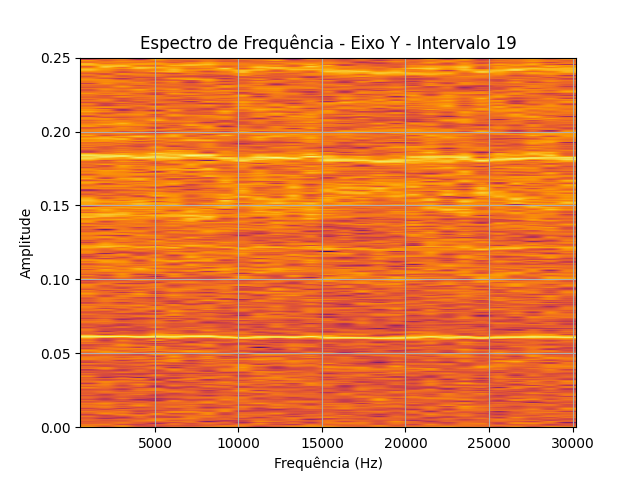 Espectro de Frequência - Eixo Y - Intervalo 19
0.25
0.20
0.15
0.10
0.05
0.00
Amplitude
5000 10000 15000 20000 25000 30000
Frequência (Hz)